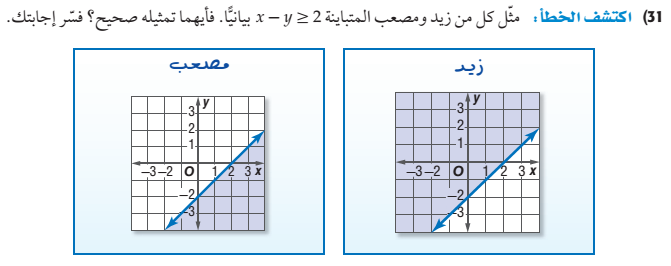 31) اكتشف الخطأ: مثّل كل من زيد ومصعب المتباينة x − y ≥ 2 بيانيًّا. فأيهما تمثيله صحيح؟ فسّر إجابتك.
زيد
y
3
2
1
−3 −2 O 1 2 3 x
−2
−3
مصعب
y
3
2
1
−3 −2 O 1 2 3 x
−2
−3